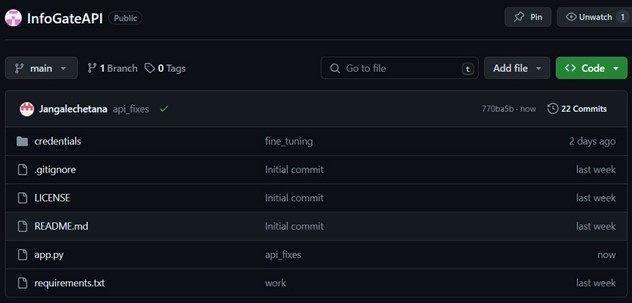 InfoGateAPI Public Pin Unwatch 1
main 1 Branch 0 Tags Go to file t Add file Code
Jangalechetana api_fixes 770ba5b · now 22 Commits
credentials fine_tuning 2 days ago
.gitignore Initial commit last week
LICENSE Initial commit last week
README.md Initial commit last week
app.py api_fixes now
requirements.txt work last week